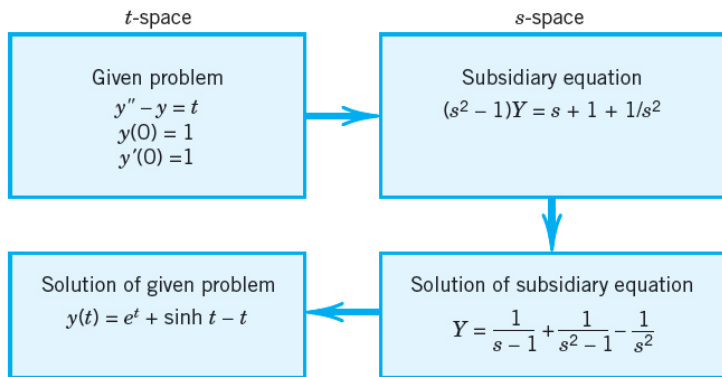 t-space
Given problem
y″ – y = t
y(0) = 1
y′(0) =1
s-space
Subsidiary equation
(s² – 1)Y = s + 1 + 1/s²
Solution of given problem
y(t) = eᵗ + sinh t – t
Solution of subsidiary equation
Y = 1/(s – 1) + 1/(s² – 1) – 1/s²